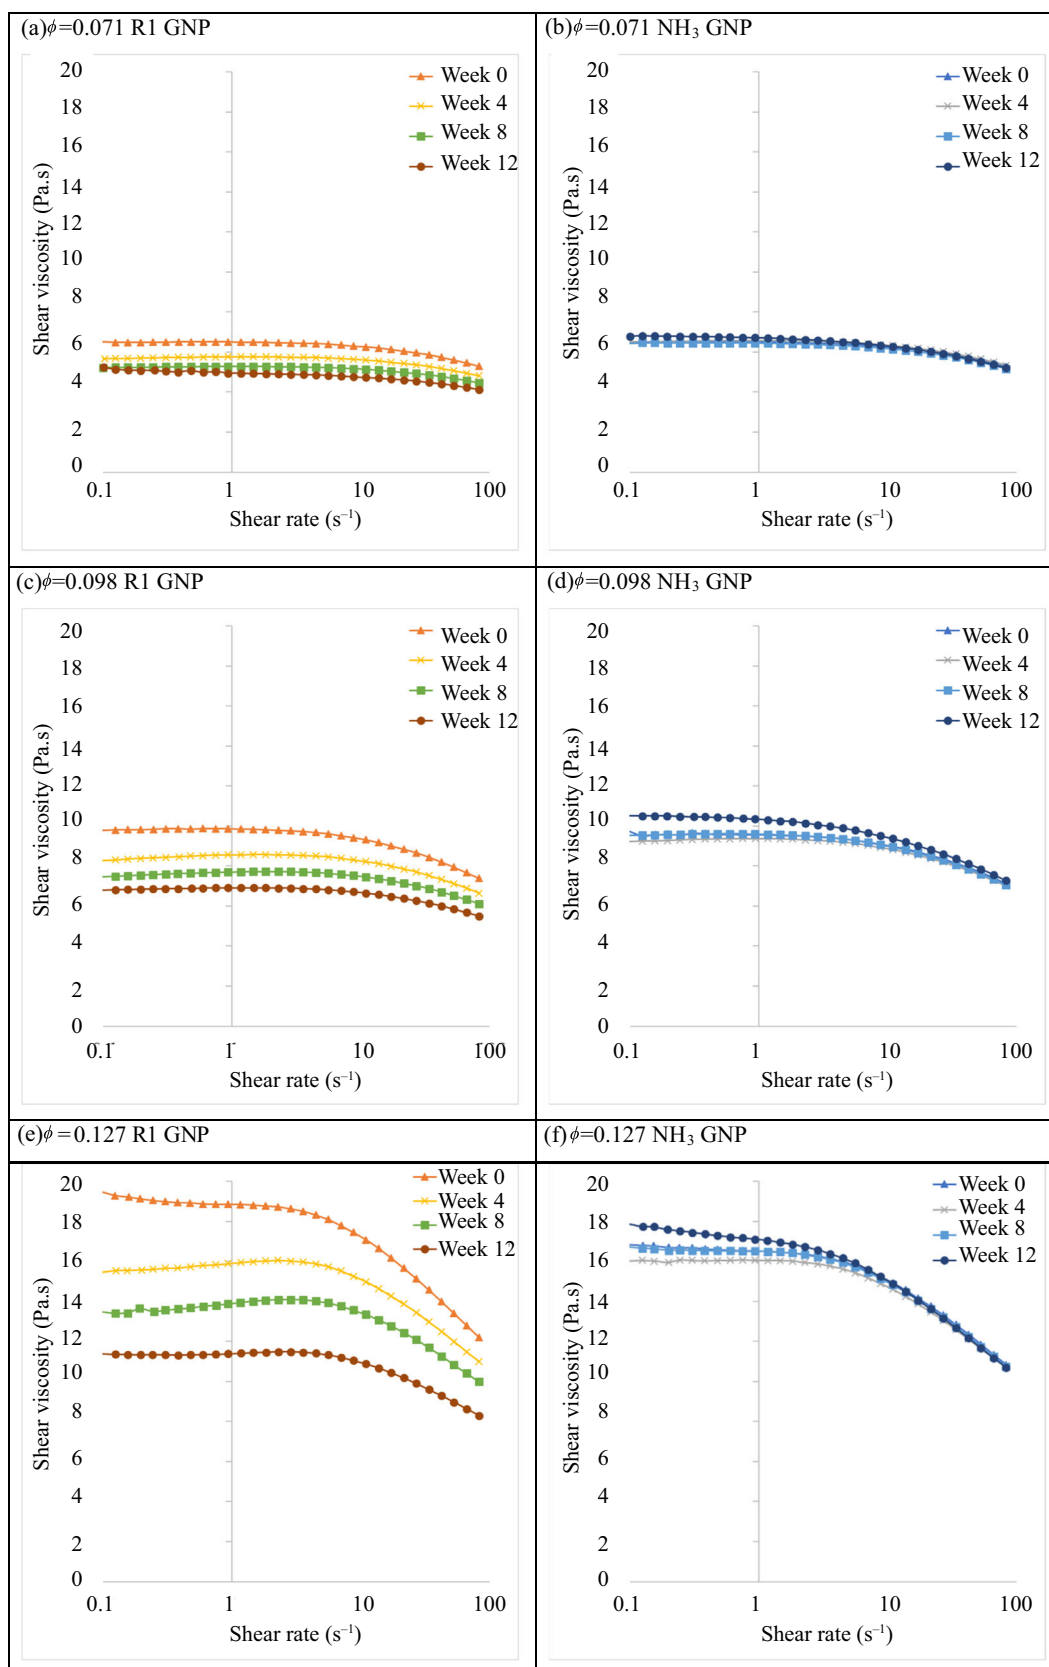 (a)ϕ=0.071 R1 GNP
20
18
16
14
12
10
8
6
4
2
0
0.1 1 10 100
Shear rate (s⁻¹)
Shear viscosity (Pa.s)
Week 0
Week 4
Week 8
Week 12
(b)ϕ=0.071 NH₃ GNP
20
18
16
14
12
10
8
6
4
2
0
0.1 1 10 100
Shear rate (s⁻¹)
Shear viscosity (Pa.s)
Week 0
Week 4
Week 8
Week 12
(c)ϕ=0.098 R1 GNP
20
18
16
14
12
10
8
6
4
2
0
0.1 1 10 100
Shear rate (s⁻¹)
Shear viscosity (Pa.s)
Week 0
Week 4
Week 8
Week 12
(d)ϕ=0.098 NH₃ GNP
20
18
16
14
12
10
8
6
4
2
0
0.1 1 10 100
Shear rate (s⁻¹)
Shear viscosity (Pa.s)
Week 0
Week 4
Week 8
Week 12
(e)ϕ=0.127 R1 GNP
20
18
16
14
12
10
8
6
4
2
0
0.1 1 10 100
Shear rate (s⁻¹)
Shear viscosity (Pa.s)
Week 0
Week 4
Week 8
Week 12
(f)ϕ=0.127 NH₃ GNP
20
18
16
14
12
10
8
6
4
2
0
0.1 1 10 100
Shear rate (s⁻¹)
Shear viscosity (Pa.s)
Week 0
Week 4
Week 8
Week 12